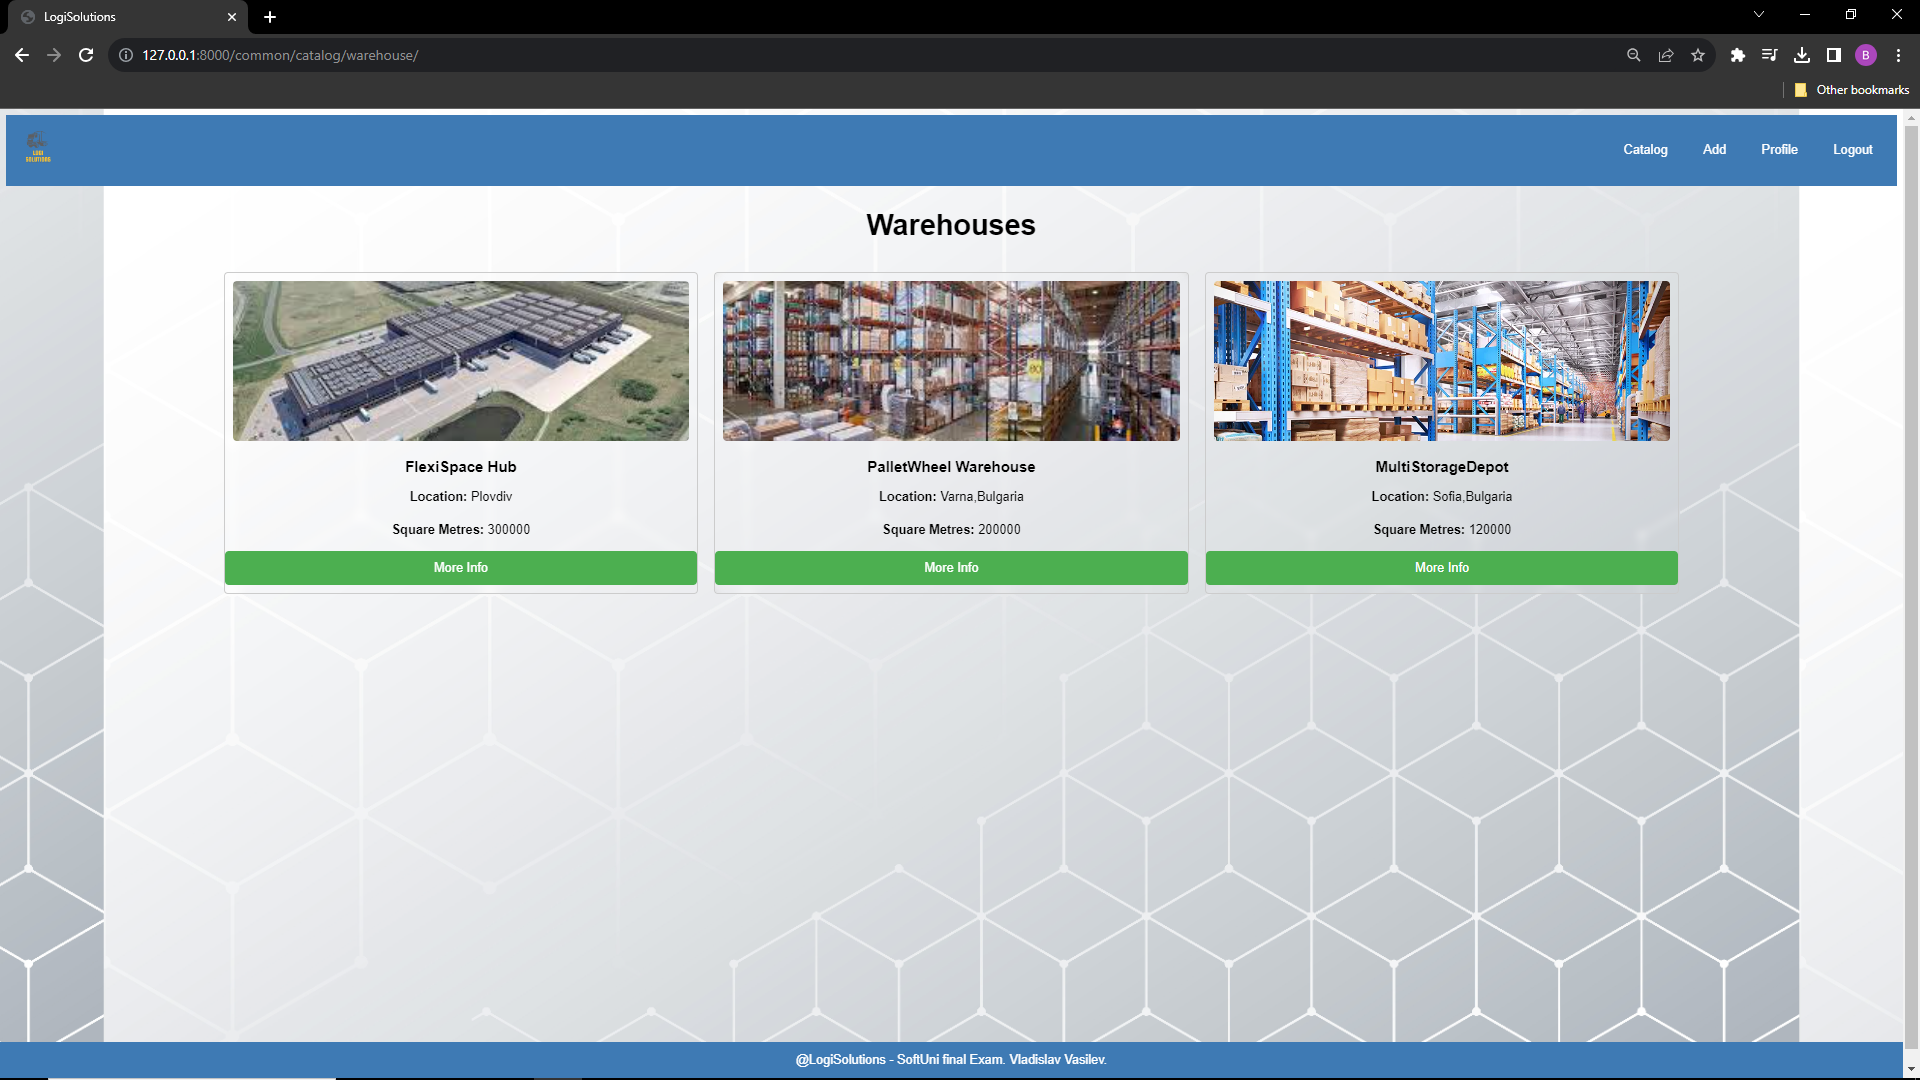 LogiSolutions
127.0.0.1:8000/common/catalog/warehouse/
B
Other bookmarks
LOGI
SOLUTIONS
Catalog
Add
Profile
Logout
Warehouses
FlexiSpace Hub
Location: Plovdiv
Square Metres: 300000
More Info
PalletWheel Warehouse
Location: Varna,Bulgaria
Square Metres: 200000
More Info
MultiStorageDepot
Location: Sofia,Bulgaria
Square Metres: 120000
More Info
@LogiSolutions - SoftUni final Exam. Vladislav Vasilev.